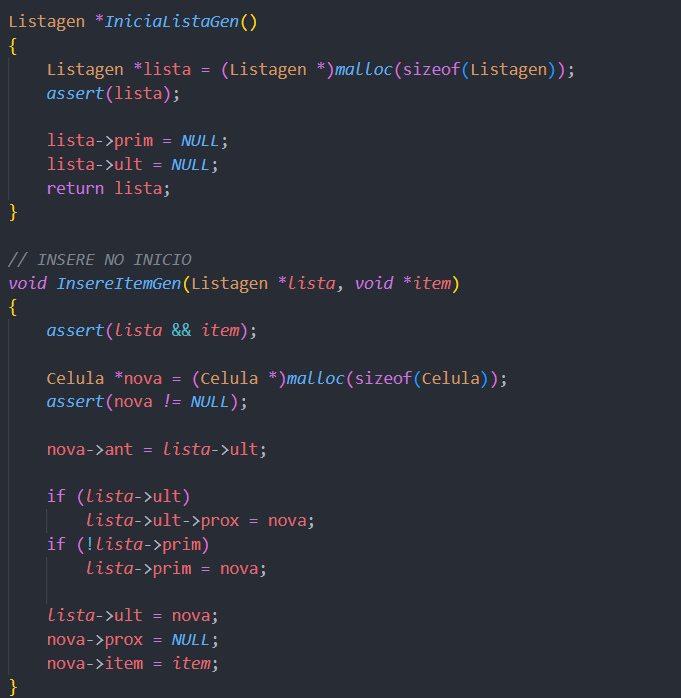 Listagen *IniciaListaGen()
{
    Listagen *lista = (Listagen *)malloc(sizeof(Listagen));
    assert(lista);

    lista->prim = NULL;
    lista->ult = NULL;
    return lista;
}

// INSERE NO INICIO
void InsereItemGen(Listagen *lista, void *item)
{
    assert(lista && item);

    Celula *nova = (Celula *)malloc(sizeof(Celula));
    assert(nova != NULL);

    nova->ant = lista->ult;

    if (lista->ult)
        lista->ult->prox = nova;
    if (!lista->prim)
        lista->prim = nova;

    lista->ult = nova;
    nova->prox = NULL;
    nova->item = item;
}